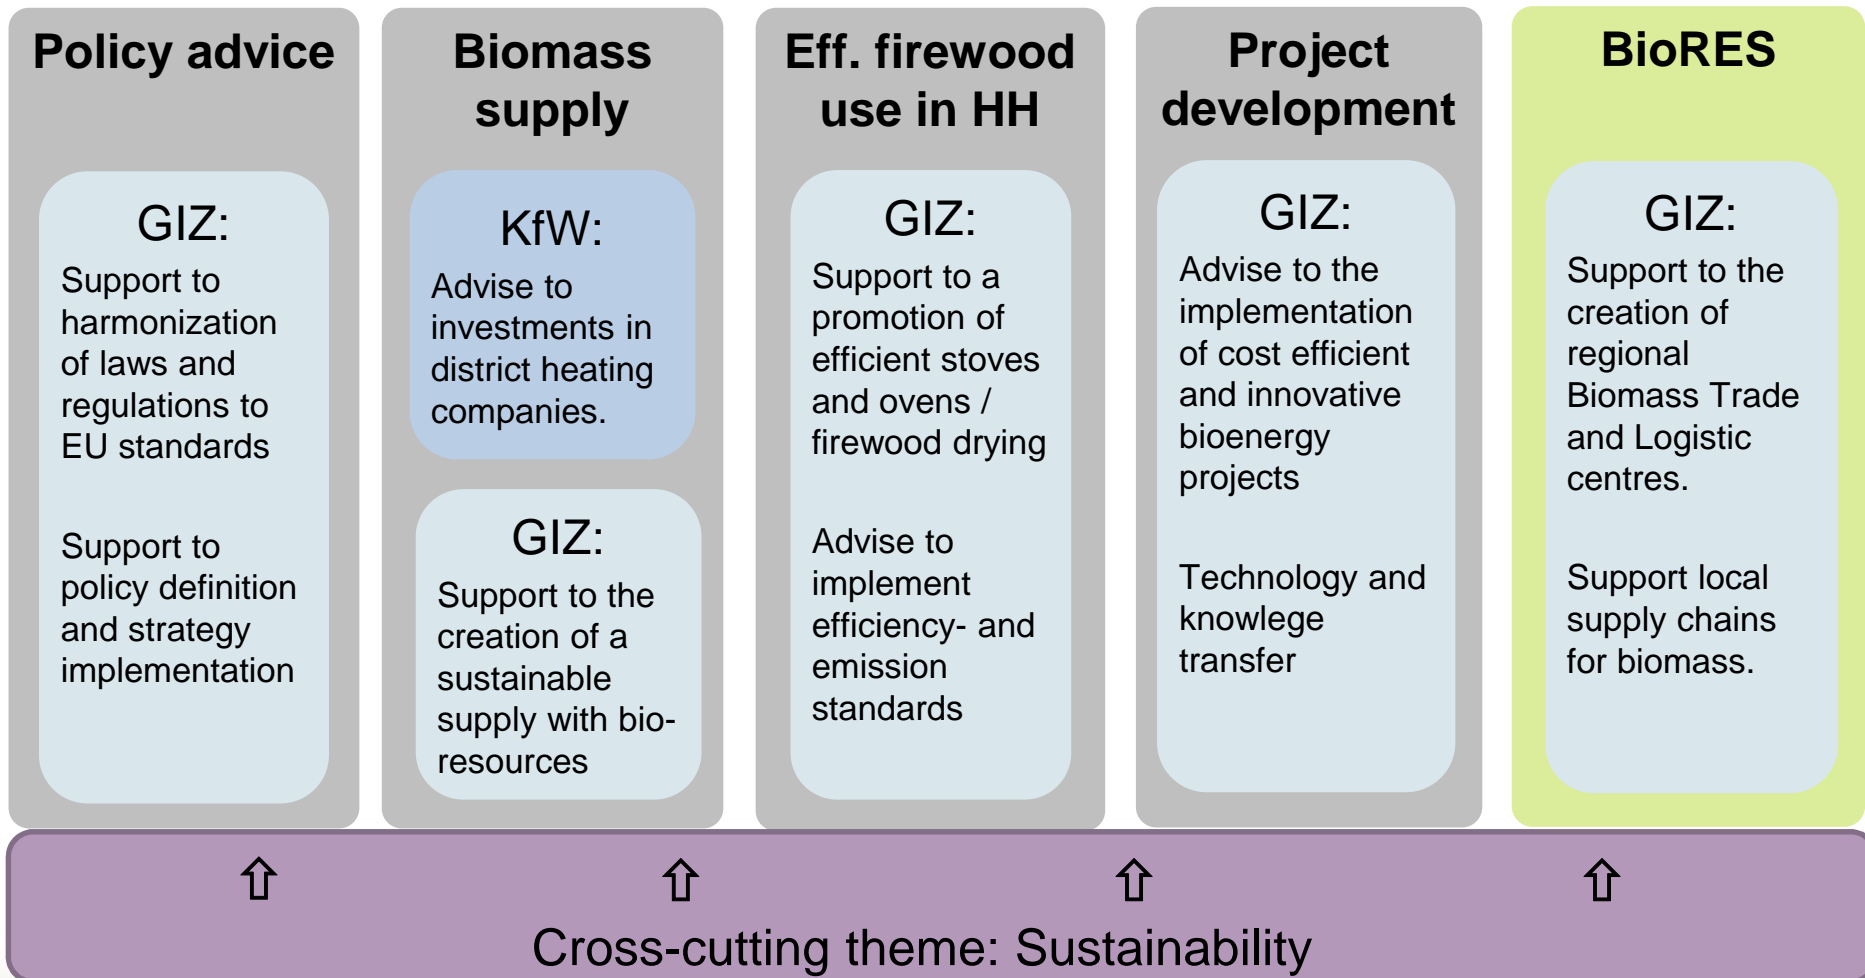 Policy advice
GIZ:
Support to
harmonization
of laws and
regulations to
EU standards
Support to
policy definition
and strategy
implementation
Biomass
supply
KfW:
Advise to
investments in
district heating
companies.
GIZ:
Support to the
creation of a
sustainable
supply with bio-
resources
Eff. firewood
use in HH
GIZ:
Support to a
promotion of
efficient stoves
and ovens /
firewood drying
Advise to
implement
efficiency- and
emission
standards
Project
development
GIZ:
Advise to the
implementation
of cost efficient
and innovative
bioenergy
projects
Technology and
knowlege
transfer
BioRES
GIZ:
Support to the
creation of
regional
Biomass Trade
and Logistic
centres.
Support local
supply chains
for biomass.
Cross-cutting theme: Sustainability